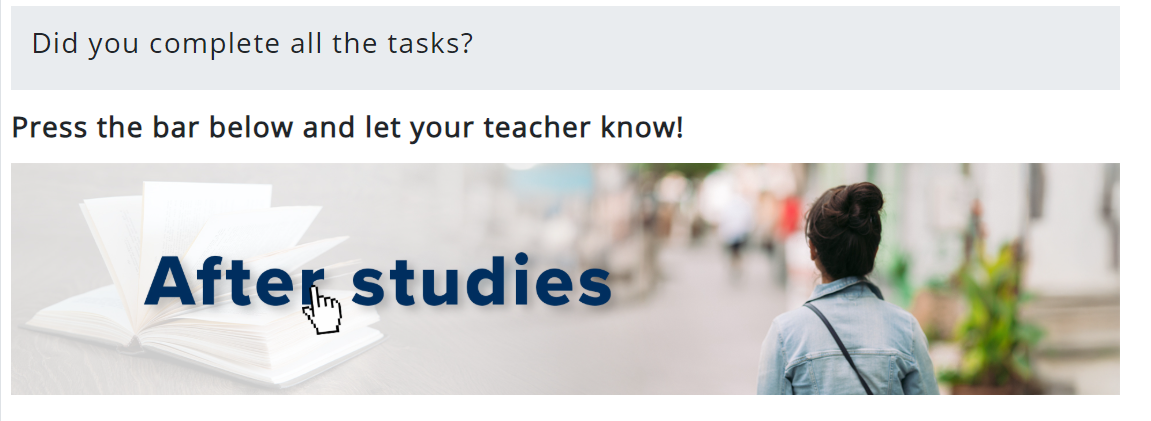 Did you complete all the tasks?
Press the bar below and let your teacher know!
After studies